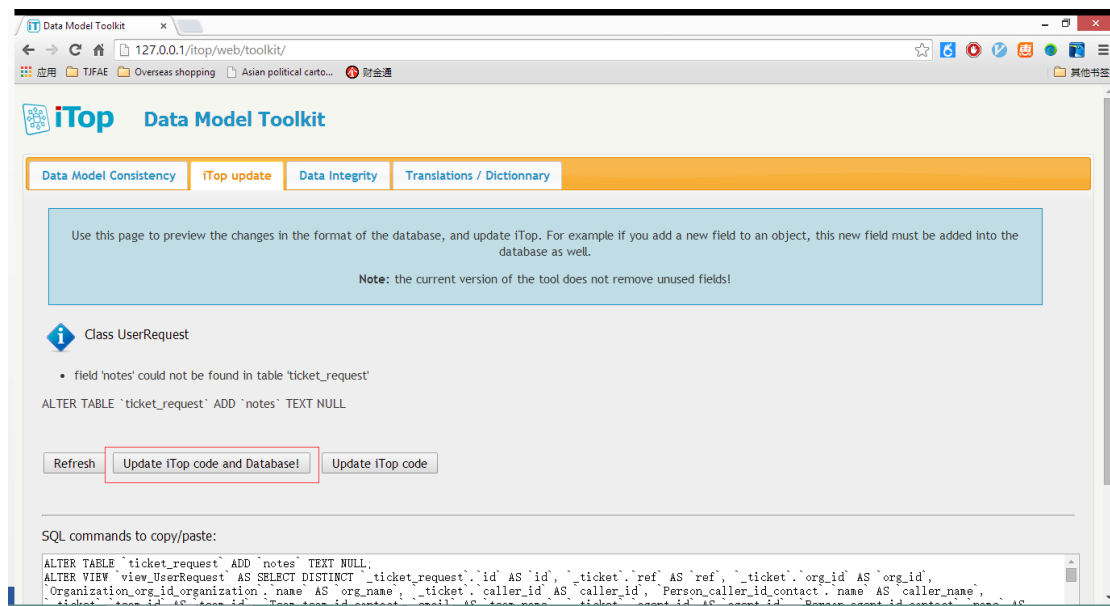 Data Model Toolkit
127.0.0.1/itop/web/toolkit/
应用 TJFAE Overseas shopping Asian political carto... 财金通 其他书签
iTop Data Model Toolkit
Data Model Consistency iTop update Data Integrity Translations / Dictionnary
Use this page to preview the changes in the format of the database, and update iTop. For example if you add a new field to an object, this new field must be added into the
database as well.
Note: the current version of the tool does not remove unused fields!
Class UserRequest
• field 'notes' could not be found in table 'ticket_request'
ALTER TABLE `ticket_request` ADD `notes` TEXT NULL
Refresh Update iTop code and Database! Update iTop code
SQL commands to copy/paste:
ALTER TABLE `ticket_request` ADD `notes` TEXT NULL;
ALTER VIEW `view_UserRequest` AS SELECT DISTINCT `_ticket_request`.`id` AS `id`, `_ticket`.`ref` AS `ref`, `_ticket`.`org_id` AS `org_id`,
`Organization_org_id_organization`.`name` AS `org_name`, `_ticket`.`caller_id` AS `caller_id`, `Person_caller_id_contact`.`name` AS `caller_name`,